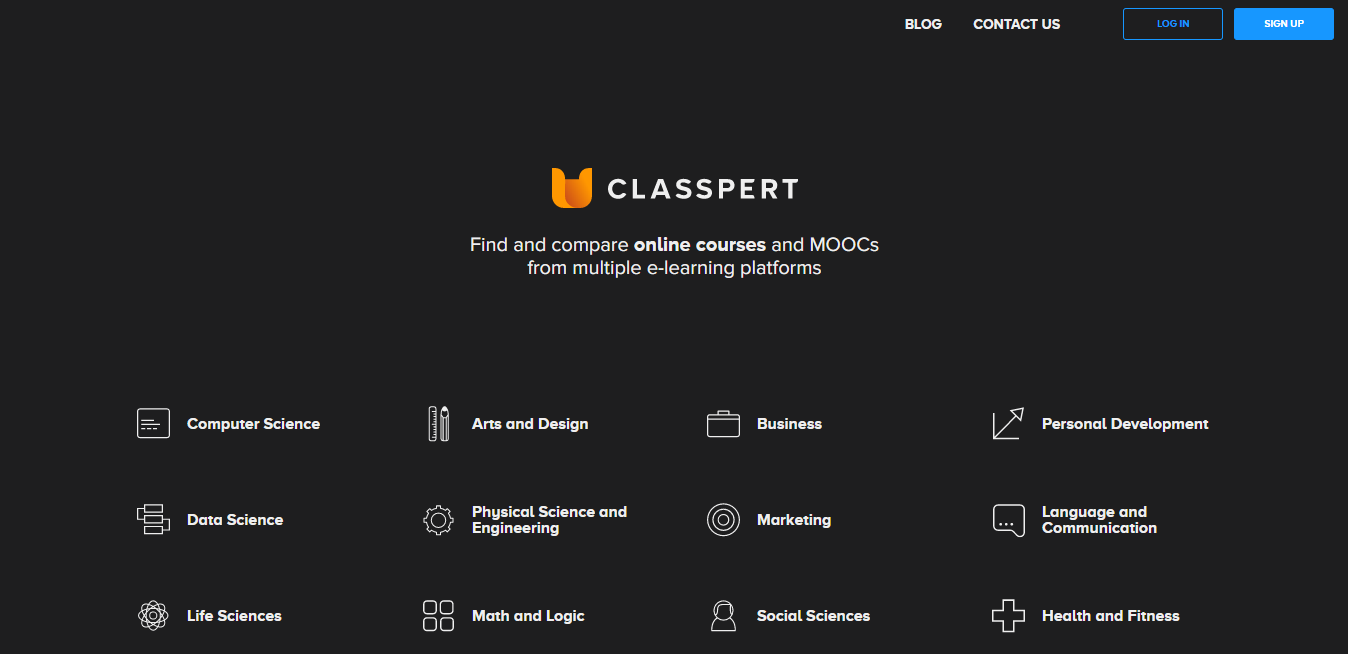 BLOG
CONTACT US
LOG IN
SIGN UP
CLASSPERT
Find and compare online courses and MOOCs
from multiple e-learning platforms
Computer Science
Arts and Design
Business
Personal Development
Data Science
Physical Science and
Engineering
Marketing
Language and
Communication
Life Sciences
Math and Logic
Social Sciences
Health and Fitness